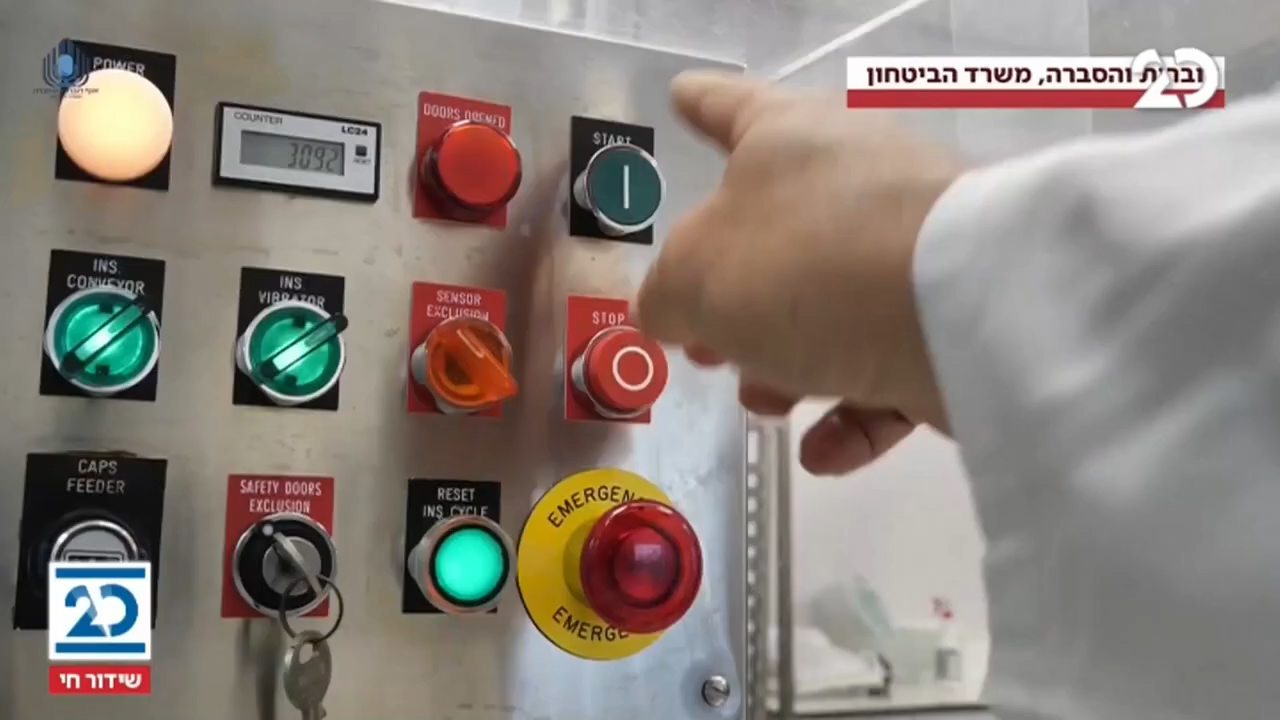 POWER
COUNTER
LC24
3092
RESET
DOORS OPENED
START
והסברה, משרד הביטחון
20
INS.
CONVEYOR
INS
VIBRATOR
SENSOR
EXCLUSION
STOP
CAPS
FEEDER
SAFETY DOORS
EXCLUSION
RESET
INS CYCLE
EMERGEN
EMERGE
20
שידור חי